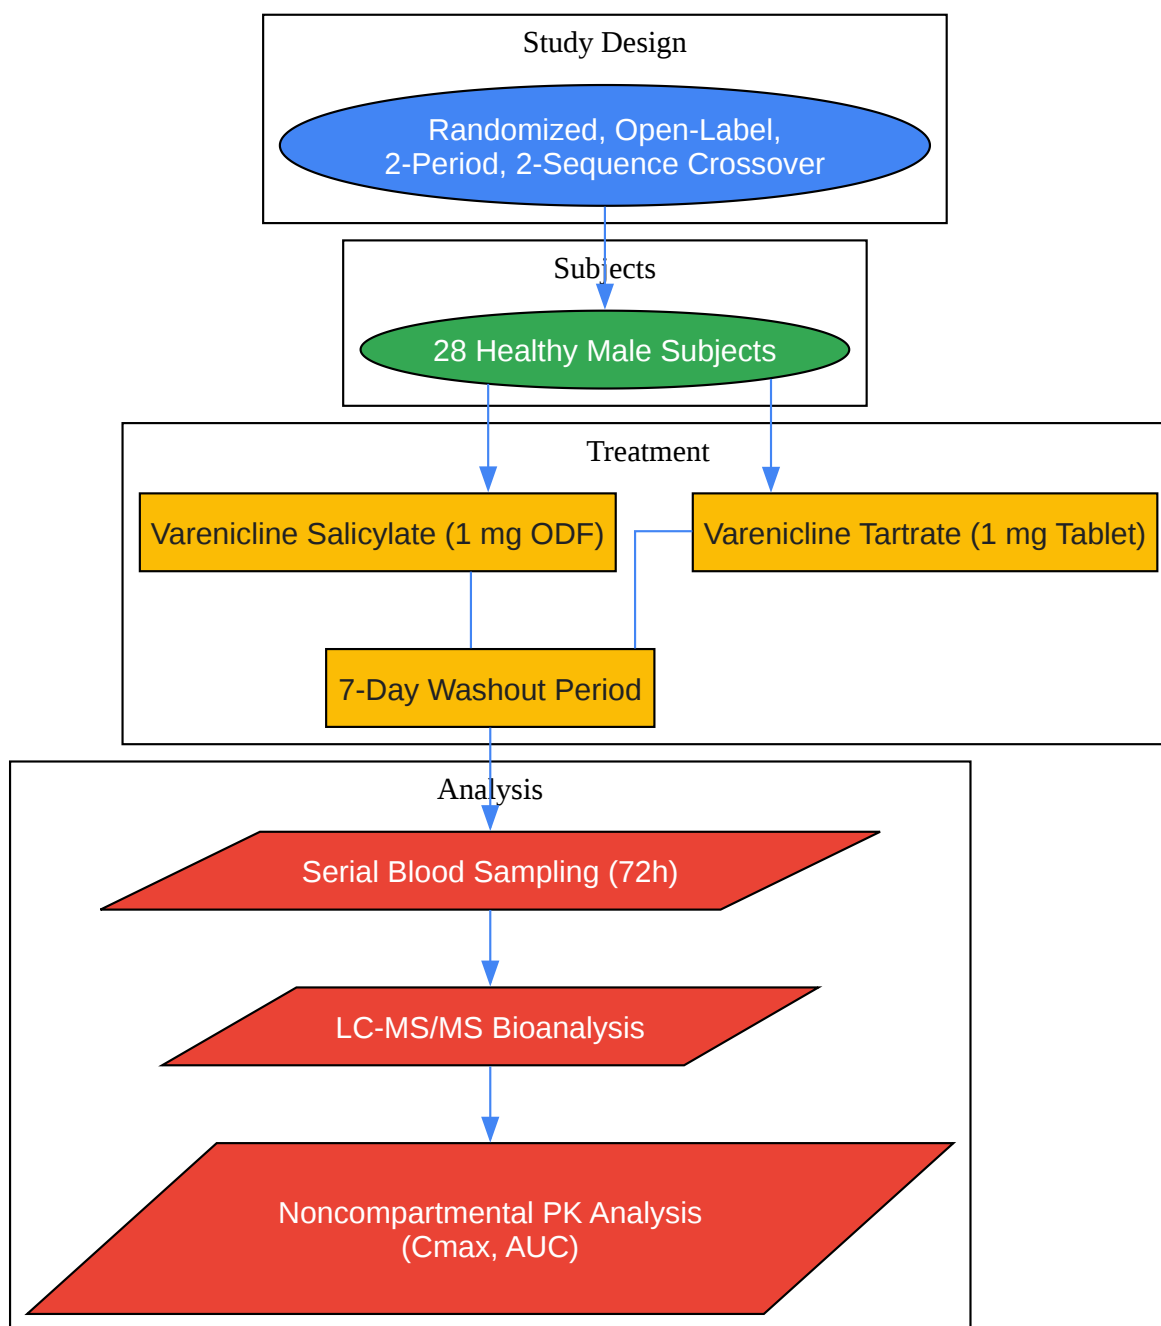 Study Design
Randomized, Open-Label,
2-Period, 2-Sequence Crossover
Subjects
28 Healthy Male Subjects
Treatment
Varenicline Salicylate (1 mg ODF)
Varenicline Tartrate (1 mg Tablet)
7-Day Washout Period
Analysis
Serial Blood Sampling (72h)
LC-MS/MS Bioanalysis
Noncompartmental PK Analysis
(Cmax, AUC)